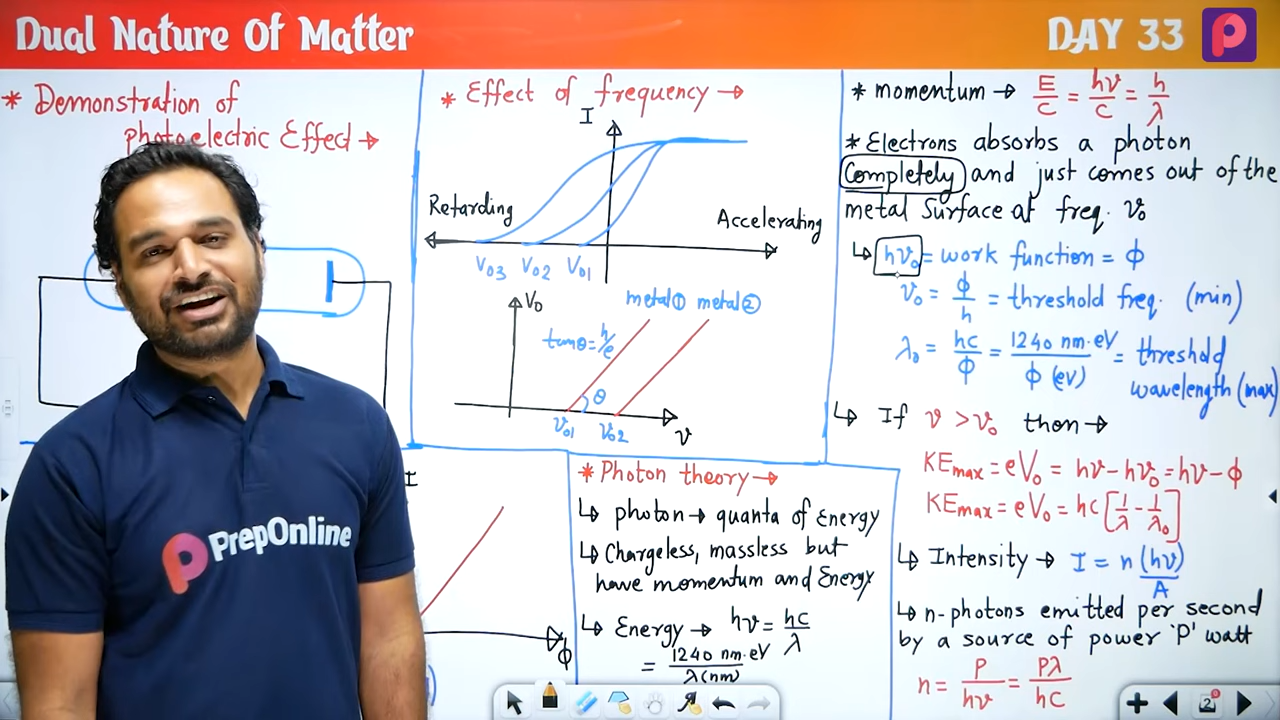 Dual Nature Of Matter
DAY 33
* Demonstration of
photoelectric Effect →
I
Φ
PrepOnline
* Effect of frequency →
I
Retarding
Accelerating
V03 V02 V01
V0
metal① metal②
tanθ = h/e
θ
ν01 ν02
ν
* Photon theory →
↳ photon → quanta of Energy
↳ Chargeless, massless but
have momentum and Energy
↳ Energy → hν = hc/λ
= 1240 nm·eV/λ(nm)
* momentum → E/C = hν/C = h/λ
* Electrons absorbs a photon
Completely and just comes out of the
metal Surface at freq. ν0
↳ hν0 = work function = ϕ
ν0 = ϕ/h = threshold freq. (min)
λ0 = hc/ϕ = 1240 nm·eV/ϕ (eV) = threshold
wavelength (max)
↳ If ν > ν0 then →
KEmax = eV0 = hν - hν0 = hν - ϕ
KEmax = eV0 = hc[1/λ - 1/λ0]
↳ Intensity → I = n(hν)/A
↳ n-photons emitted per second
by a source of power 'P' watt
n = P/hν = Pλ/hc
2